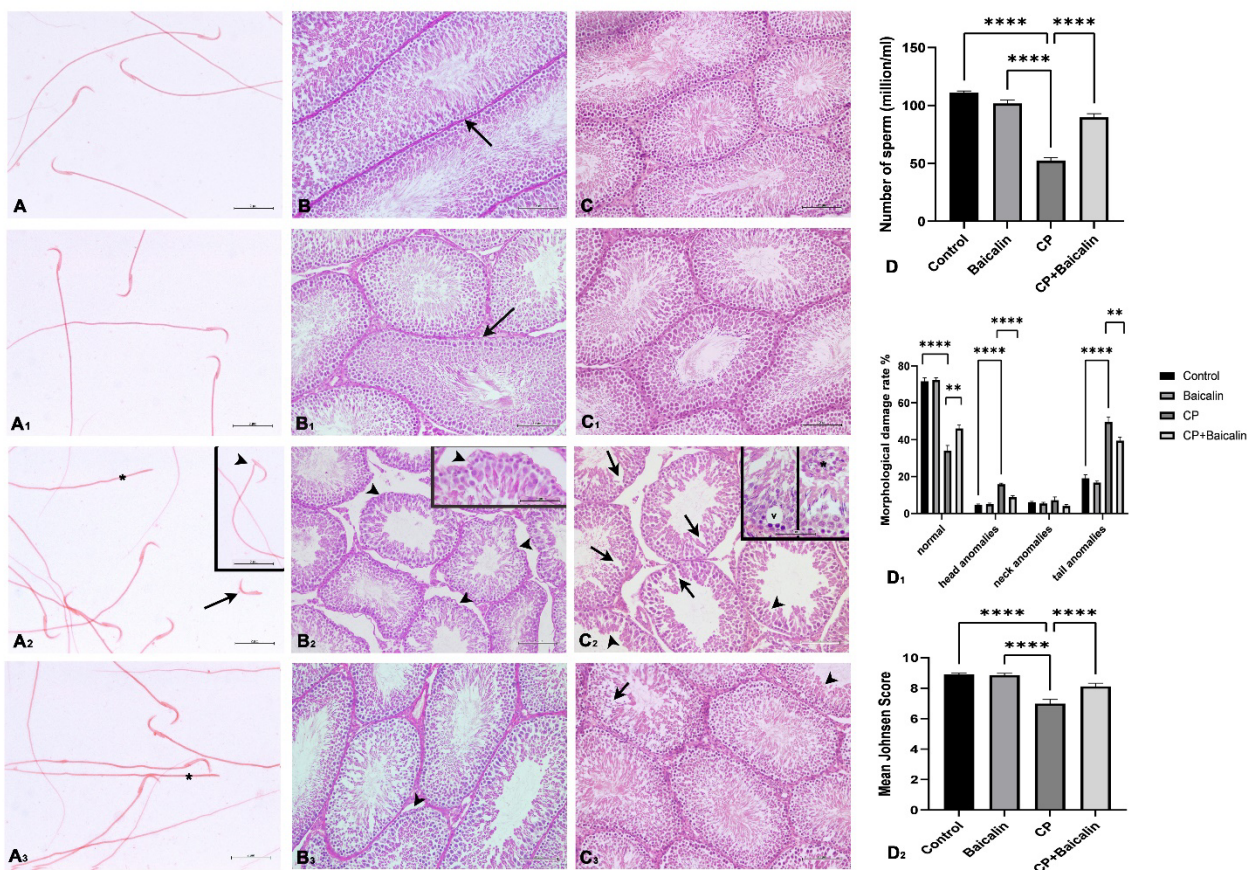 A
B
C
****
****
****
Number of sperm (million/ml)
150
100
50
0
Control
Baicalin
CP
CP+Baicalin
D
A1
B1
C1
****
**
****
****
****
**
Morphological damage rate %
80
60
40
20
0
normal
head anomalies
neck anomalies
tail anomalies
Control
Baicalin
CP
CP+Baicalin
D1
*
A2
B2
*
v
C2
****
****
****
Mean Johnsen Score
10
8
6
4
2
0
Control
Baicalin
CP
CP+Baicalin
D2
*
A3
B3
C3